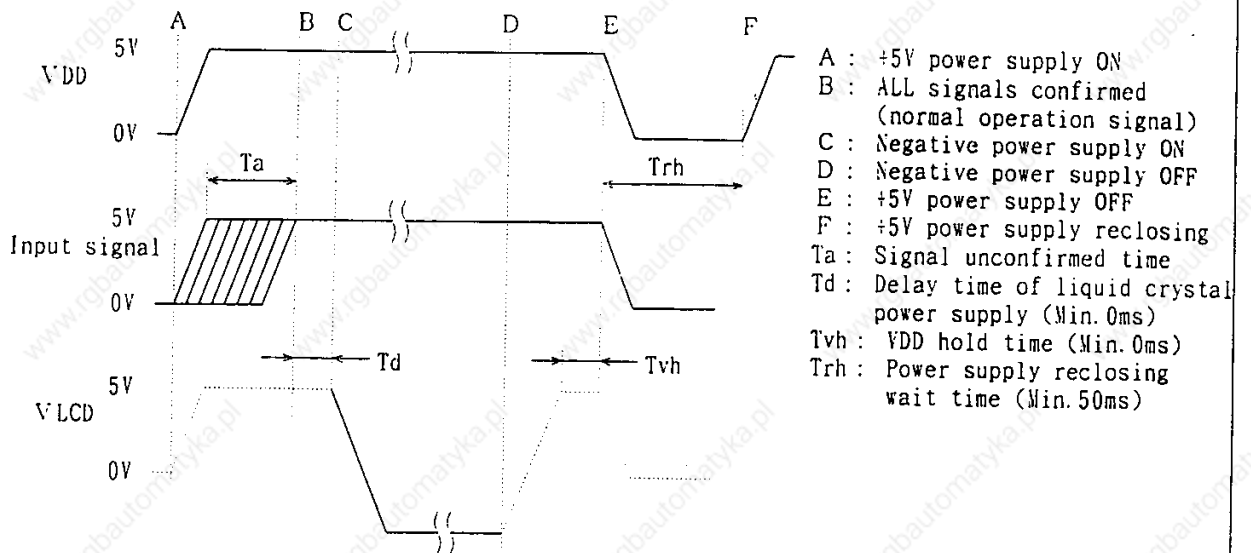 A B C D E F
5V
VDD
0V
Ta
Trh
5V
Input signal
0V
Td
Tvh
5V
VLCD
0V
A : +5V power supply ON
B : ALL signals confirmed
(normal operation signal)
C : Negative power supply ON
D : Negative power supply OFF
E : +5V power supply OFF
F : +5V power supply reclosing
Ta : Signal unconfirmed time
Td : Delay time of liquid crystal
power supply (Min. 0ms)
Tvh : VDD hold time (Min. 0ms)
Trh : Power supply reclosing
wait time (Min. 50ms)
www.rgbautomatyka.pl